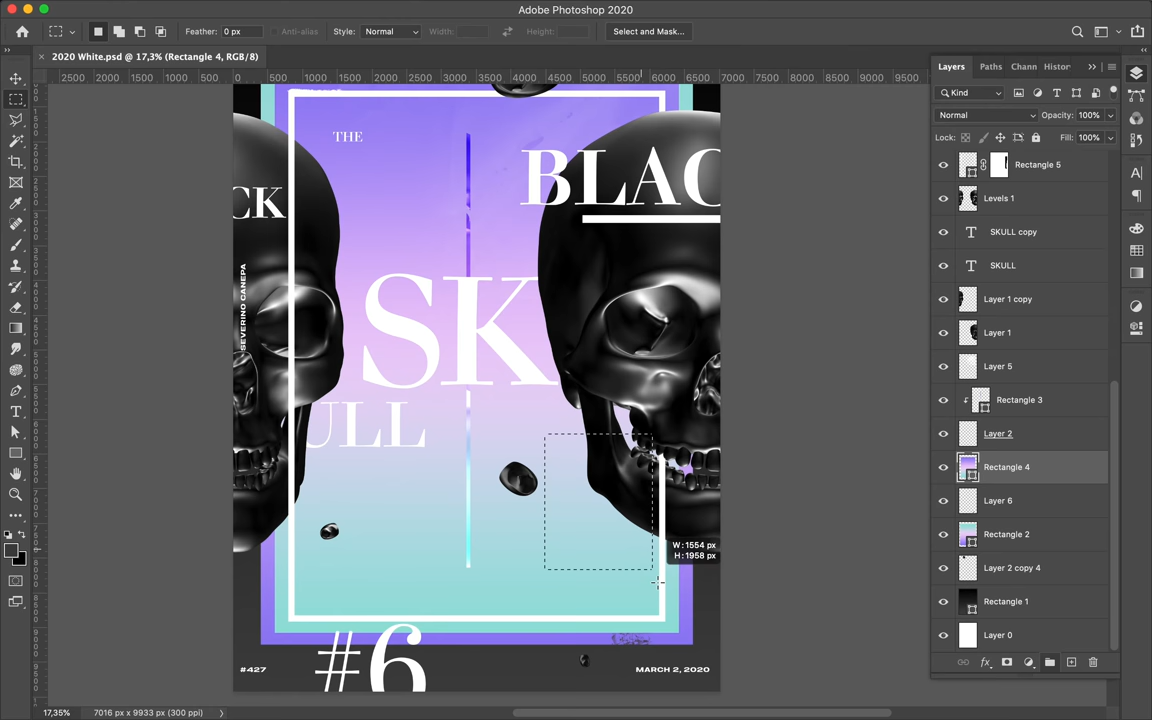 Adobe Photoshop 2020
Feather: 0 px Anti-alias Style: Normal Width: Height: Select and Mask...
× 2020 White.psd @ 17,3% (Rectangle 4, RGB/8)
2500 2000 1500 1000 500 0 500 1000 1500 2000 2500 3000 3500 4000 4500 5000 5500 6000 6500 7000 7500 8000 8500 9000 9500
Layers Paths Chann Histor
Kind
Normal Opacity: 100%
Lock: Fill: 100%
Rectangle 5
Levels 1
SKULL copy
SKULL
Layer 1 copy
Layer 1
Layer 5
Rectangle 3
Layer 2
Rectangle 4
Layer 6
Rectangle 2
Layer 2 copy 4
Rectangle 1
Layer 0
THE
BLAC
CK
SEVERINO CANEPA
SK
ULL
W: 1554 px
H: 1958 px
#6
#427
MARCH 2, 2020
17,35% 7016 px x 9933 px (300 ppi)